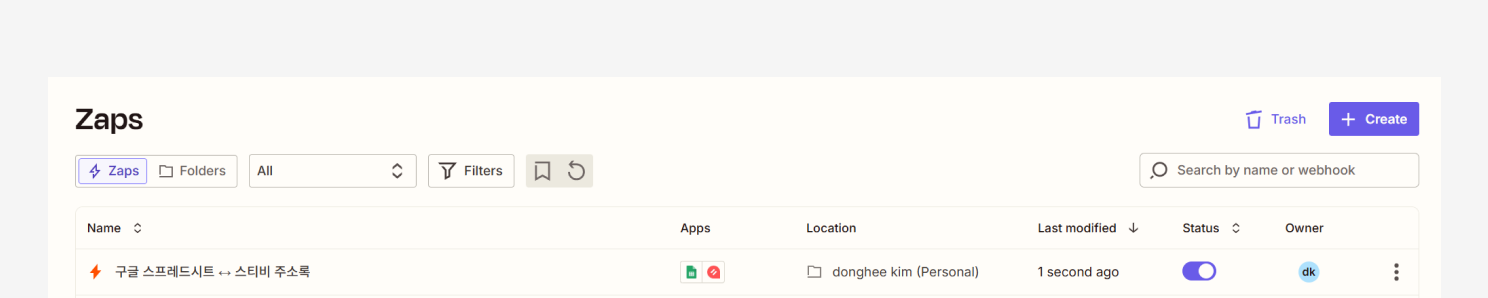 Zaps
Trash
+ Create
Zaps Folders All Filters Search by name or webhook
Name Apps Location Last modified Status Owner
구글 스프레드시트 ↔ 스티비 주소록 donghee kim (Personal) 1 second ago dk